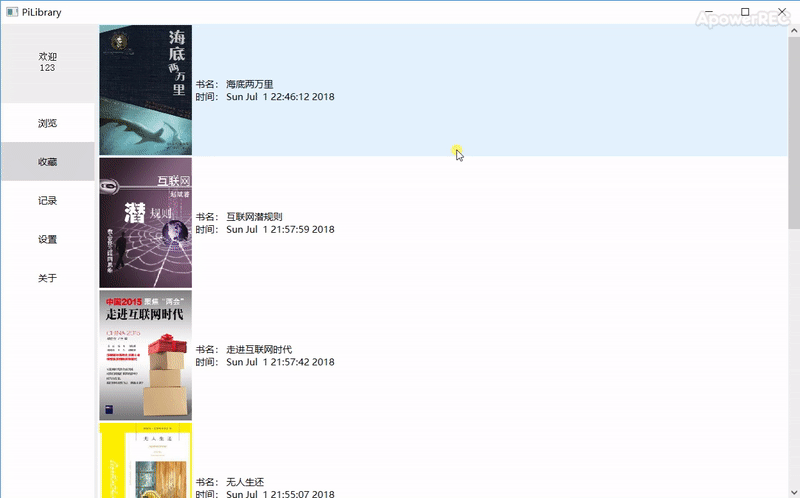 PiLibrary
ApowerREC
欢迎
123
浏览
收藏
记录
设置
关于
海底两万里
书名： 海底两万里
时间： Sun Jul 1 22:46:12 2018
互联网
潜规则
书名： 互联网潜规则
时间： Sun Jul 1 21:57:59 2018
中国2015 聚焦“两会”
走进互联网时代
CHINA 2015
书名： 走进互联网时代
时间： Sun Jul 1 21:57:42 2018
无人生还
书名： 无人生还
时间： Sun Jul 1 21:55:07 2018